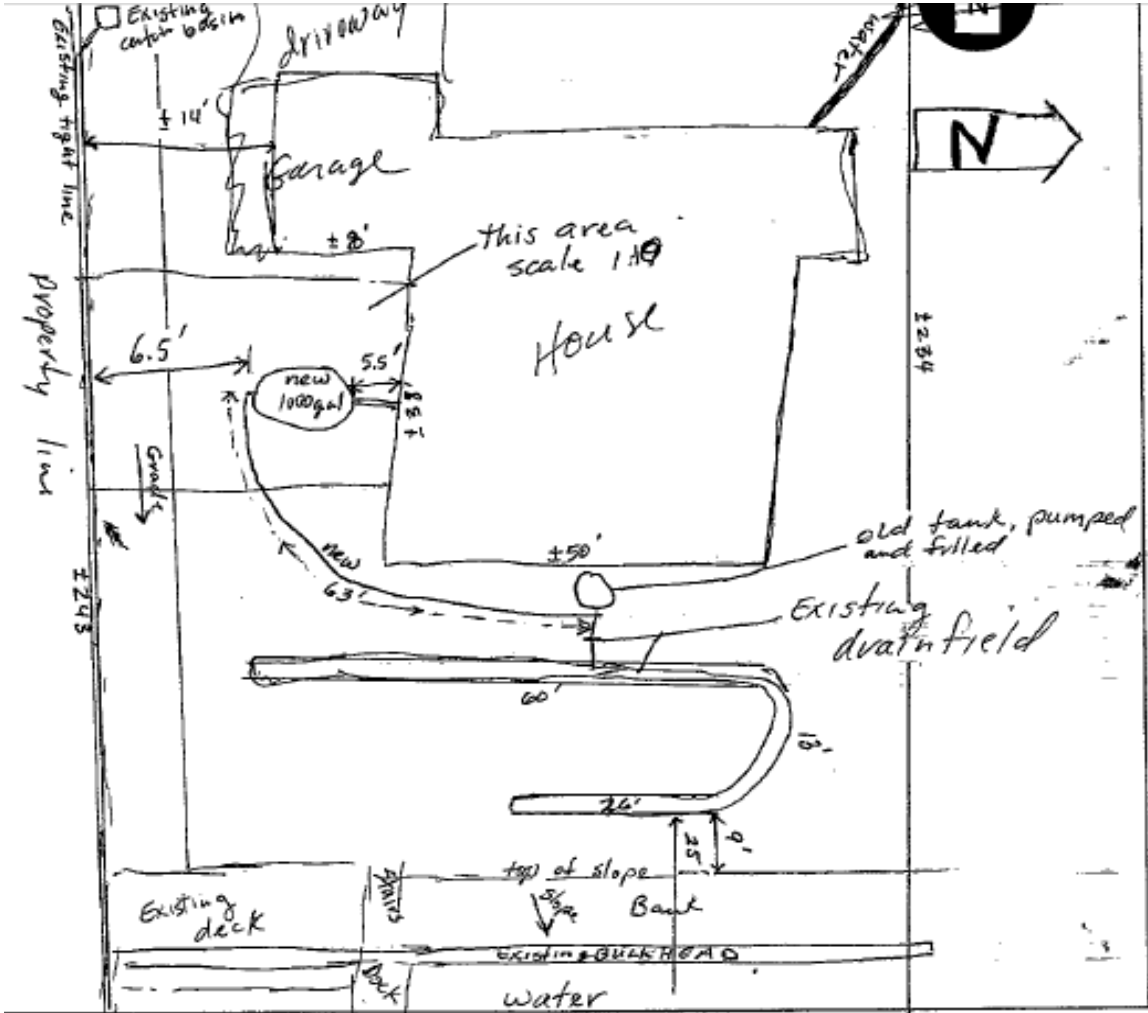 Existing
catch basin
driveway
water
N
Existing tight line
± 14'
Garage
± 8'
this area
scale
House
Property line
6.5'
5.5'
new
1000gal
± 38
±234
Grade
±243
new
63'
±50'
old tank, pumped
and filled
Existing
drainfield
60'
13'
26'
9'
25'
top of slope
Stairs
Slope
Bank
Existing
deck
Existing BULKHEAD
Dock
water